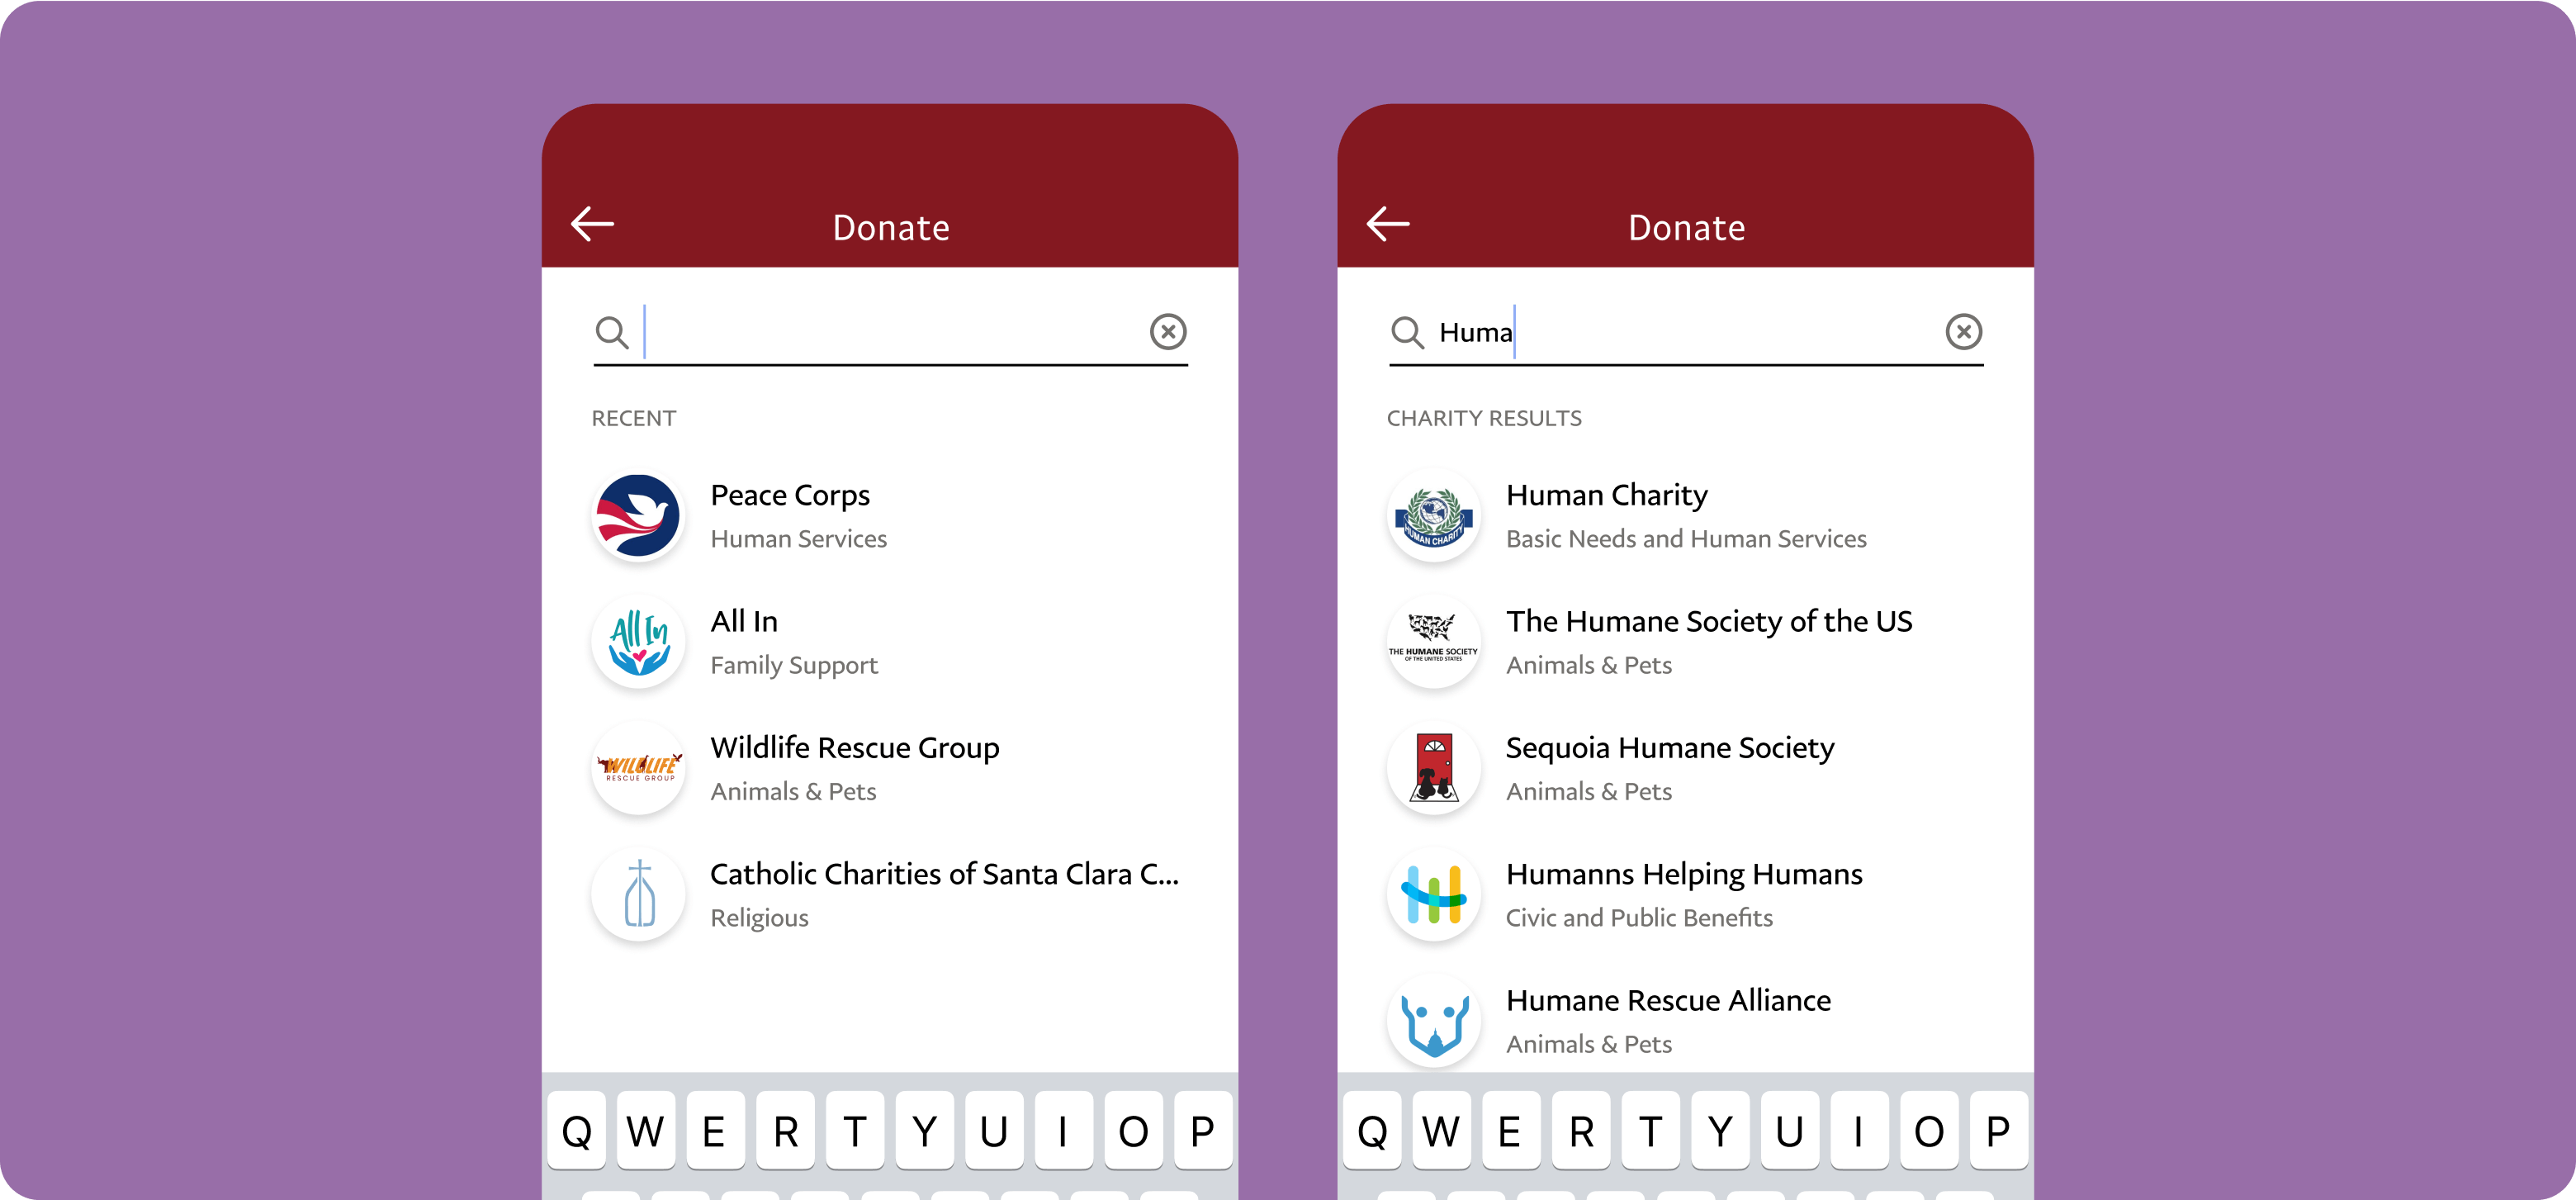 Donate
RECENT
Peace Corps
Human Services
All In
All In
Family Support
WILDLIFE
RESCUE GROUP
Wildlife Rescue Group
Animals & Pets
Catholic Charities of Santa Clara C...
Religious
Q W E R T Y U I O P
Donate
Huma
CHARITY RESULTS
HUMAN CHARITY
Human Charity
Basic Needs and Human Services
THE HUMANE SOCIETY
OF THE UNITED STATES
The Humane Society of the US
Animals & Pets
Sequoia Humane Society
Animals & Pets
Humanns Helping Humans
Civic and Public Benefits
Humane Rescue Alliance
Animals & Pets
Q W E R T Y U I O P